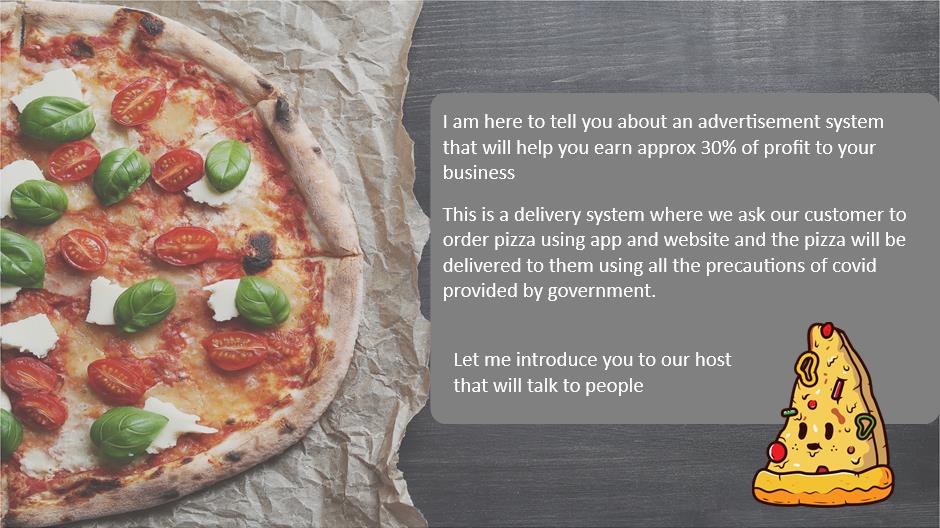 I am here to tell you about an advertisement system
that will help you earn approx 30% of profit to your
business
This is a delivery system where we ask our customer to
order pizza using app and website and the pizza will be
delivered to them using all the precautions of covid
provided by government.
Let me introduce you to our host
that will talk to people